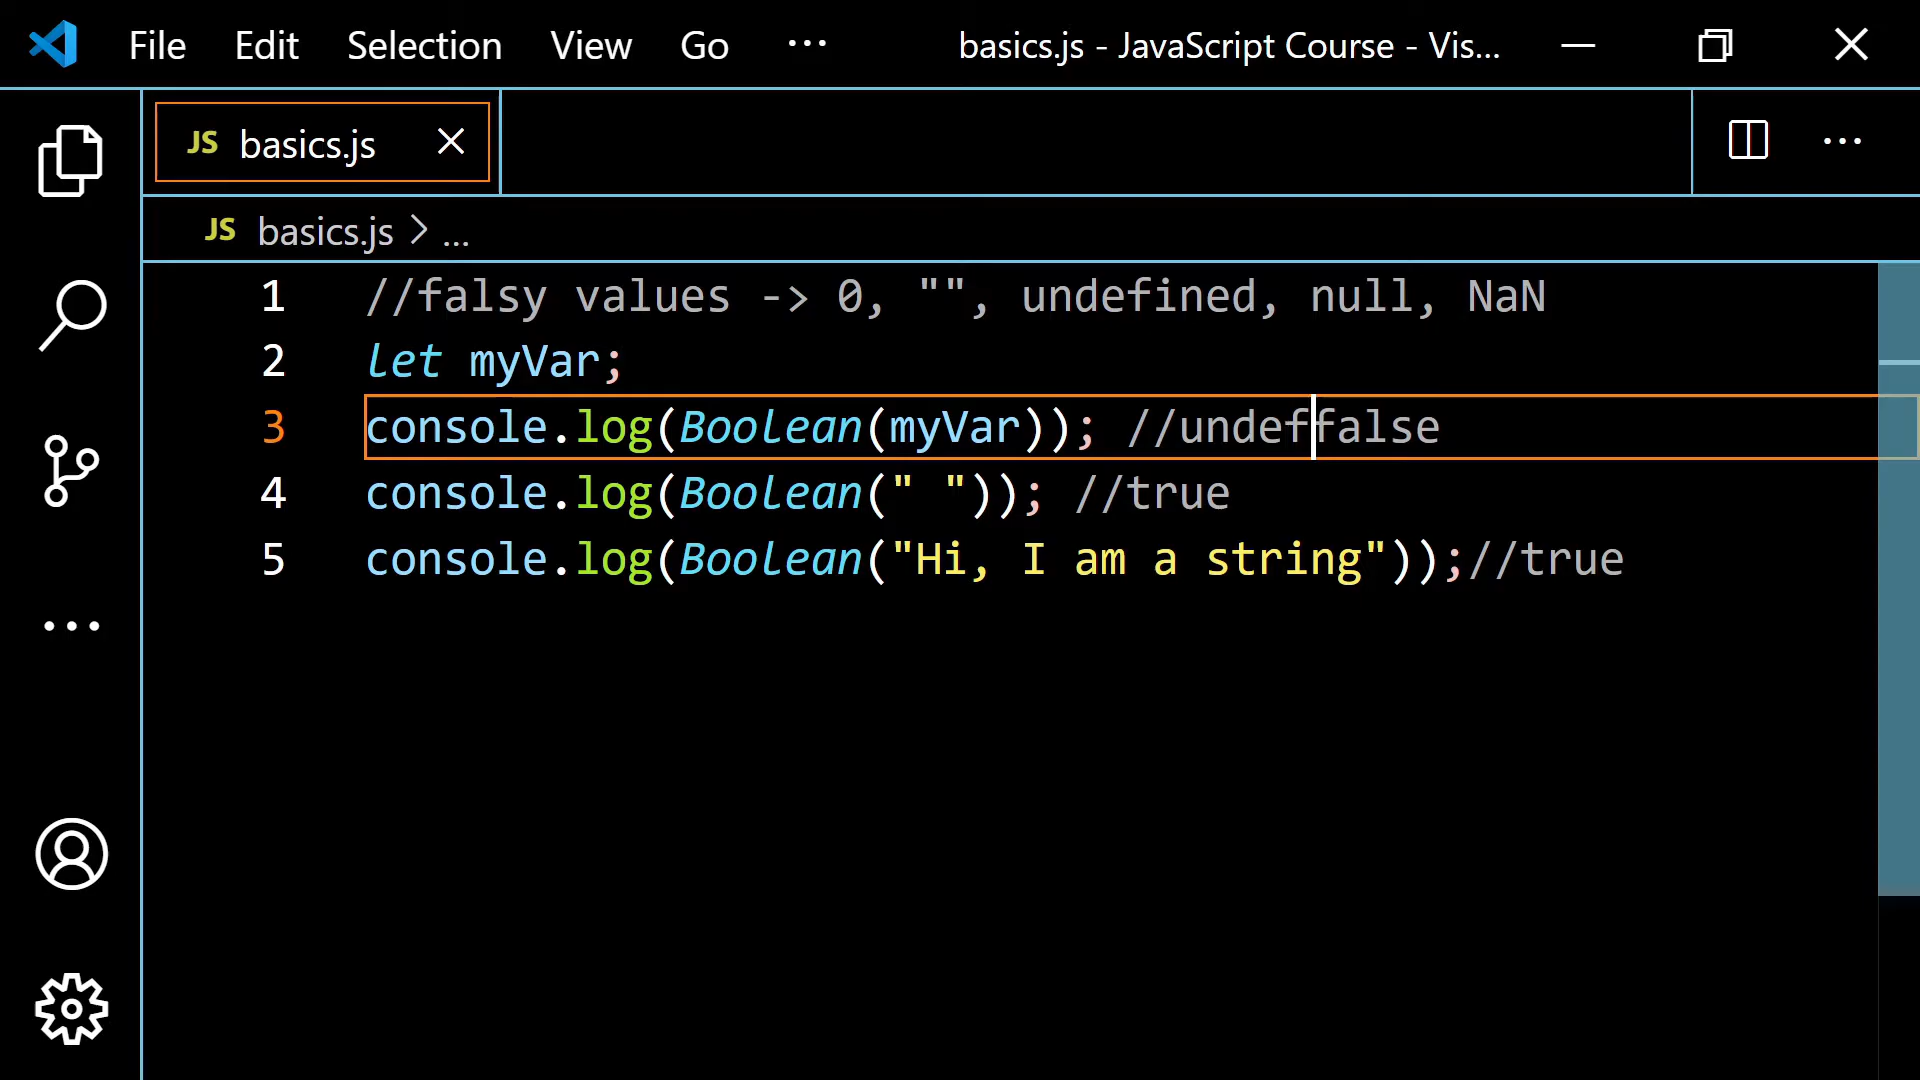 File Edit Selection View Go ... basics.js - JavaScript Course - Vis...
JS basics.js
JS basics.js > ...
1 //falsy values -> 0, "", undefined, null, NaN
2 let myVar;
3 console.log(Boolean(myVar)); //undeffalse
4 console.log(Boolean(" ")); //true
5 console.log(Boolean("Hi, I am a string"));//true